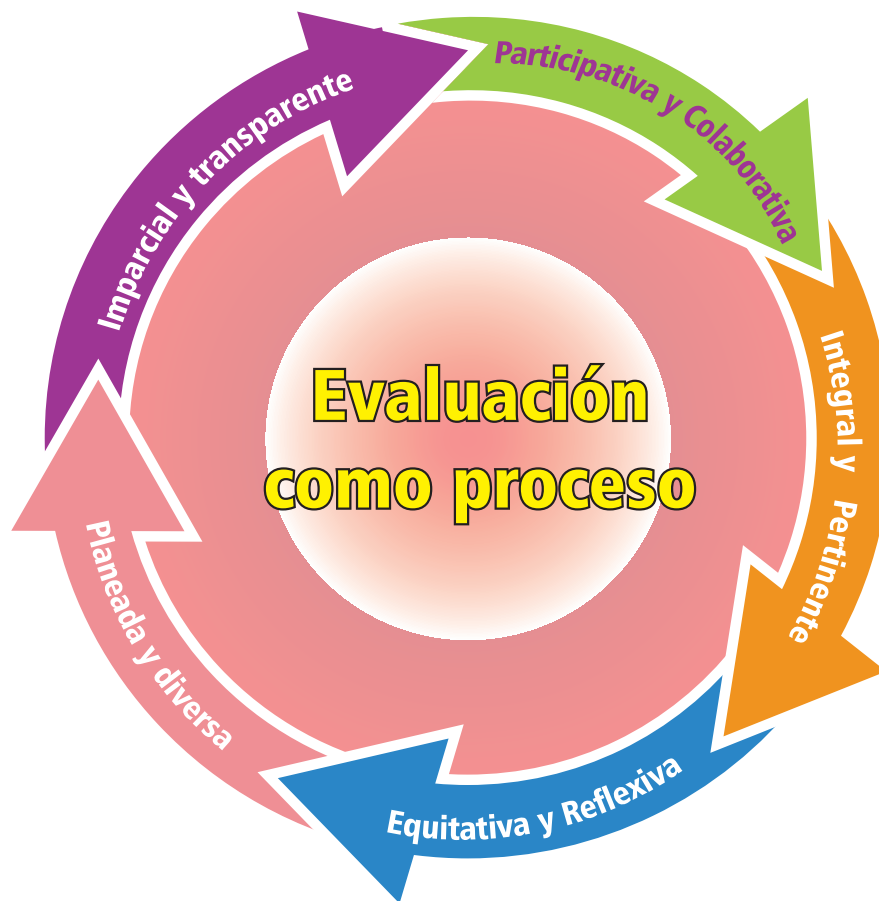 Participativa y Colaborativa
Integral y Pertinente
Equitativa y Reflexiva
Planeada y diversa
Imparcial y transparente
Evaluación
como proceso